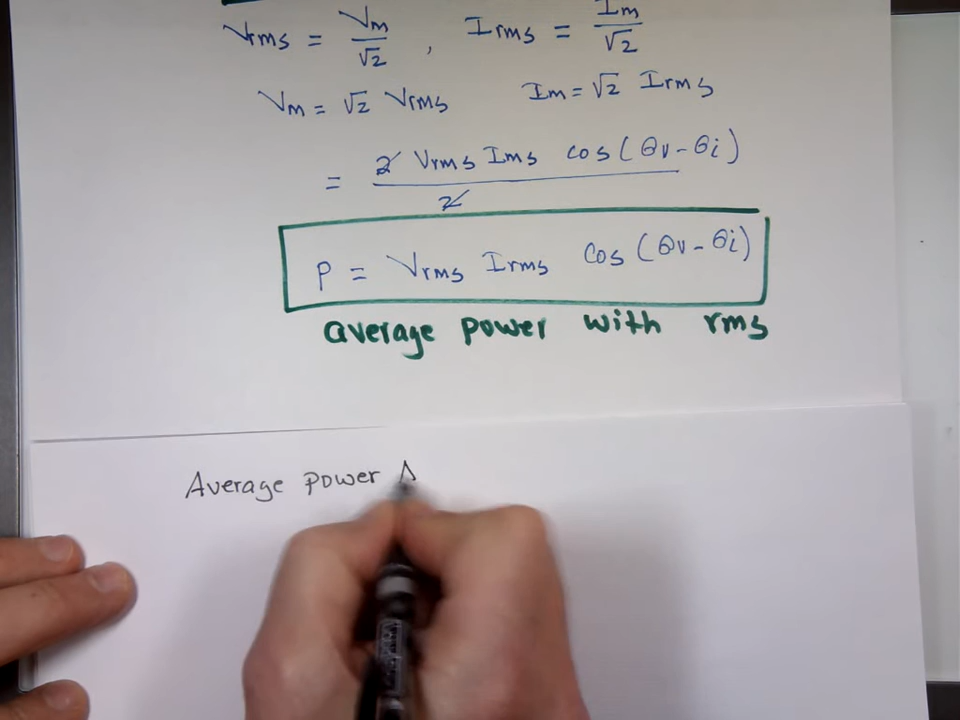 Vrms = Vm/√2 , Irms = Im/√2
Vm = √2 Vrms Im = √2 Irms
= 2 Vrms Ims cos(θv-θi) / 2
P = Vrms Irms cos(θv-θi)
average power with rms
Average power A